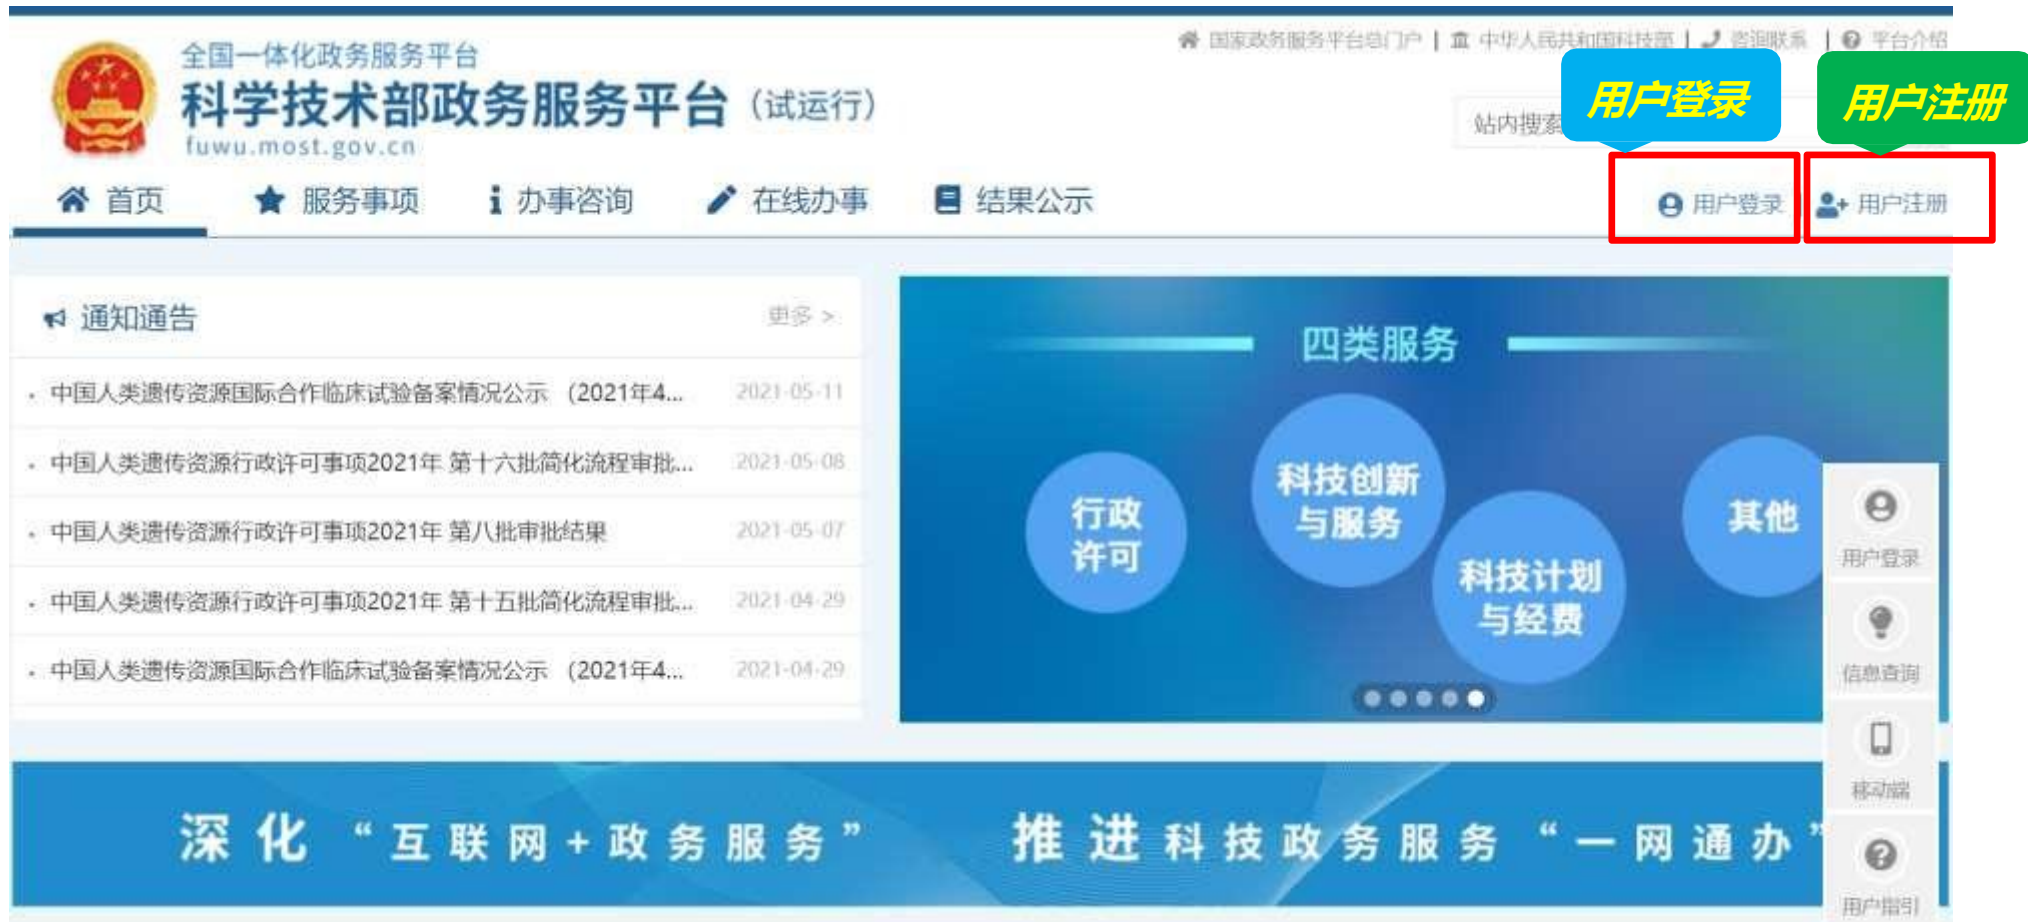 国家政务服务平台总门户 | 中华人民共和国科技部 | 咨询联系 | 平台介绍
全国一体化政务服务平台
科学技术部政务服务平台（试运行）
fuwu.most.gov.cn
用户登录
用户注册
站内搜索
首页 服务事项 办事咨询 在线办事 结果公示 用户登录 用户注册
通知通告 更多 >
中国人类遗传资源国际合作临床试验备案情况公示 （2021年4... 2021-05-11
中国人类遗传资源行政许可事项2021年 第十六批简化流程审批... 2021-05-08
中国人类遗传资源行政许可事项2021年 第八批审批结果 2021-05-07
中国人类遗传资源行政许可事项2021年 第十五批简化流程审批... 2021-04-29
中国人类遗传资源国际合作临床试验备案情况公示 （2021年4... 2021-04-29
四类服务
行政
许可
科技创新
与服务
科技计划
与经费
其他
用户登录
信息查询
移动端
用户指引
深化“互联网+政务服务” 推进科技政务服务“一网通办”